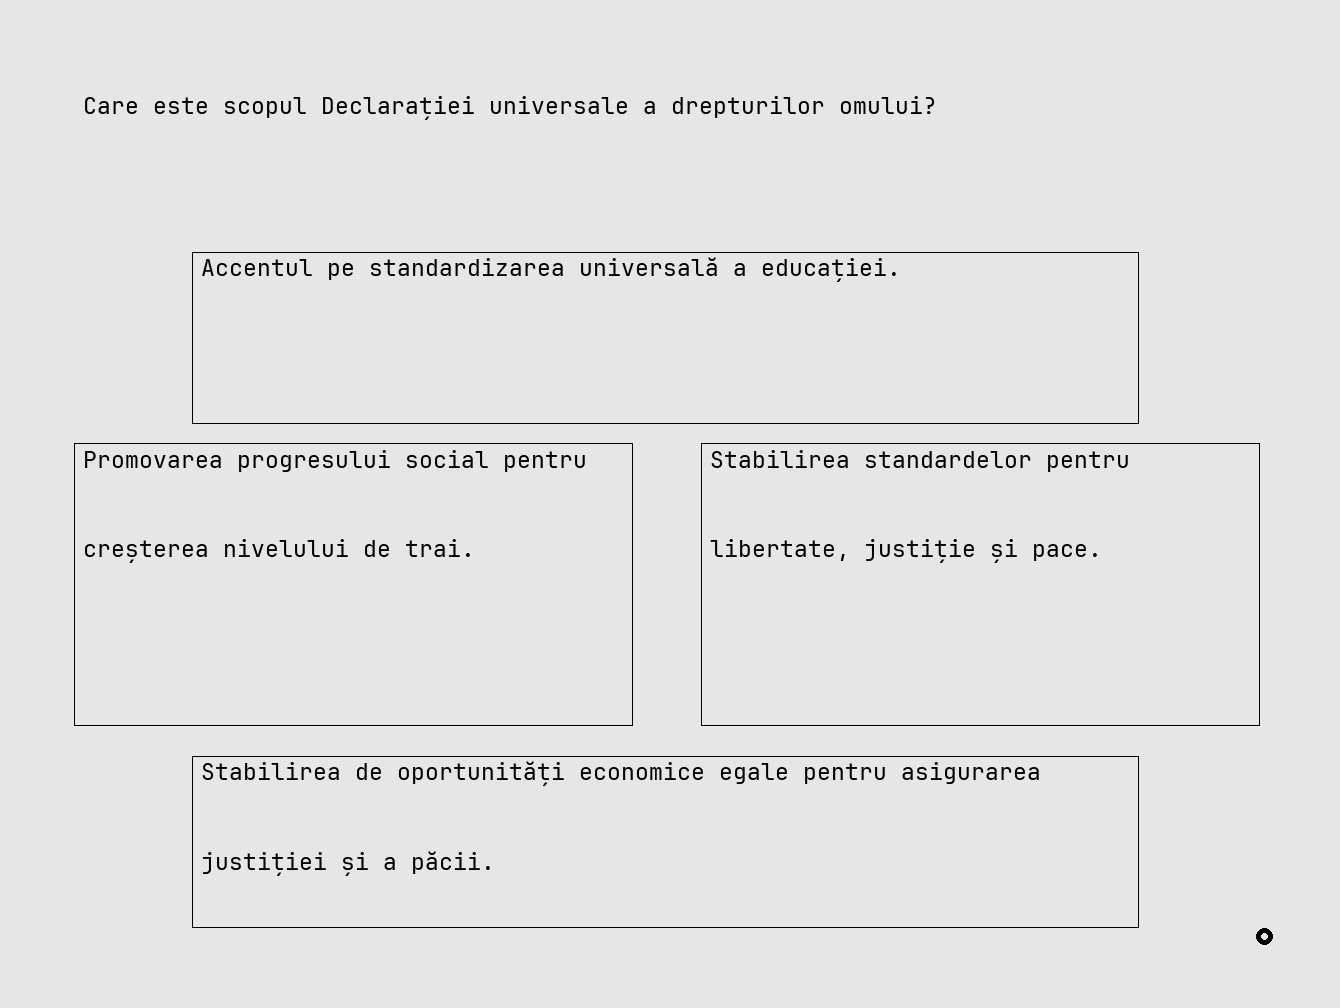 Care este scopul Declarației universale a drepturilor omului?
Accentul pe standardizarea universală a educației.
Promovarea progresului social pentru
creșterea nivelului de trai.
Stabilirea standardelor pentru
libertate, justiție și pace.
Stabilirea de oportunități economice egale pentru asigurarea
justiției și a păcii.